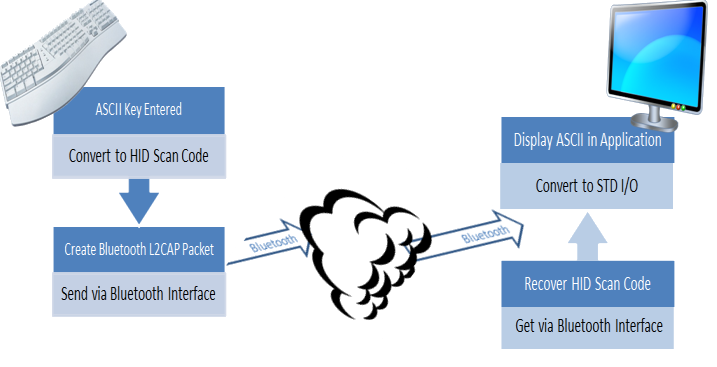 ASCII Key Entered
Convert to HID Scan Code
Create Bluetooth L2CAP Packet
Send via Bluetooth Interface
Bluetooth
Bluetooth
Display ASCII in Application
Convert to STD I/O
Recover HID Scan Code
Get via Bluetooth Interface